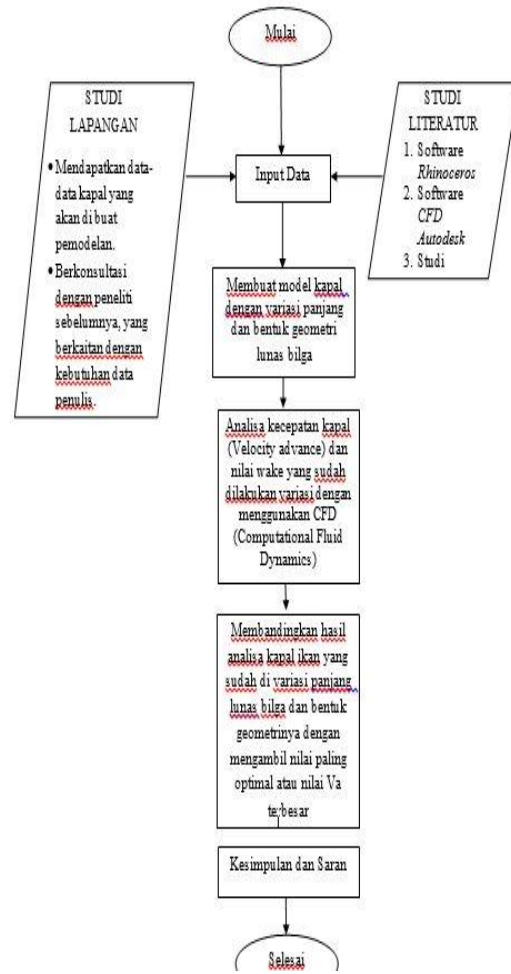 Mulai
STUDI
LAPANGAN
• Mendapatkan data-
data kapal yang
akan di buat
pemodelan.
• Berkonsultasi
dengan peneliti
sebelumnya, yang
berkaitan dengan
kebutuhan data
penulis.
Input Data
STUDI
LITERATUR
1. Software
Rhinoceros
2. Software
CFD
Autodesk
3. Studi
Membuat model kapal
dengan variasi panjang
dan bentuk geometri
lunas bilga
Analisa kecepatan kapal
(Velocity advance) dan
nilai wake yang sudah
dilakukan variasi dengan
menggunakan CFD
(Computational Fluid
Dynamics)
Membandingkan hasil
analisa kapal ikan yang
sudah di variasi panjang
lunas bilga dan bentuk
geometrinya dengan
mengambil nilai paling
optimal atau nilai Va
terbesar
Kesimpulan dan Saran
Selesai